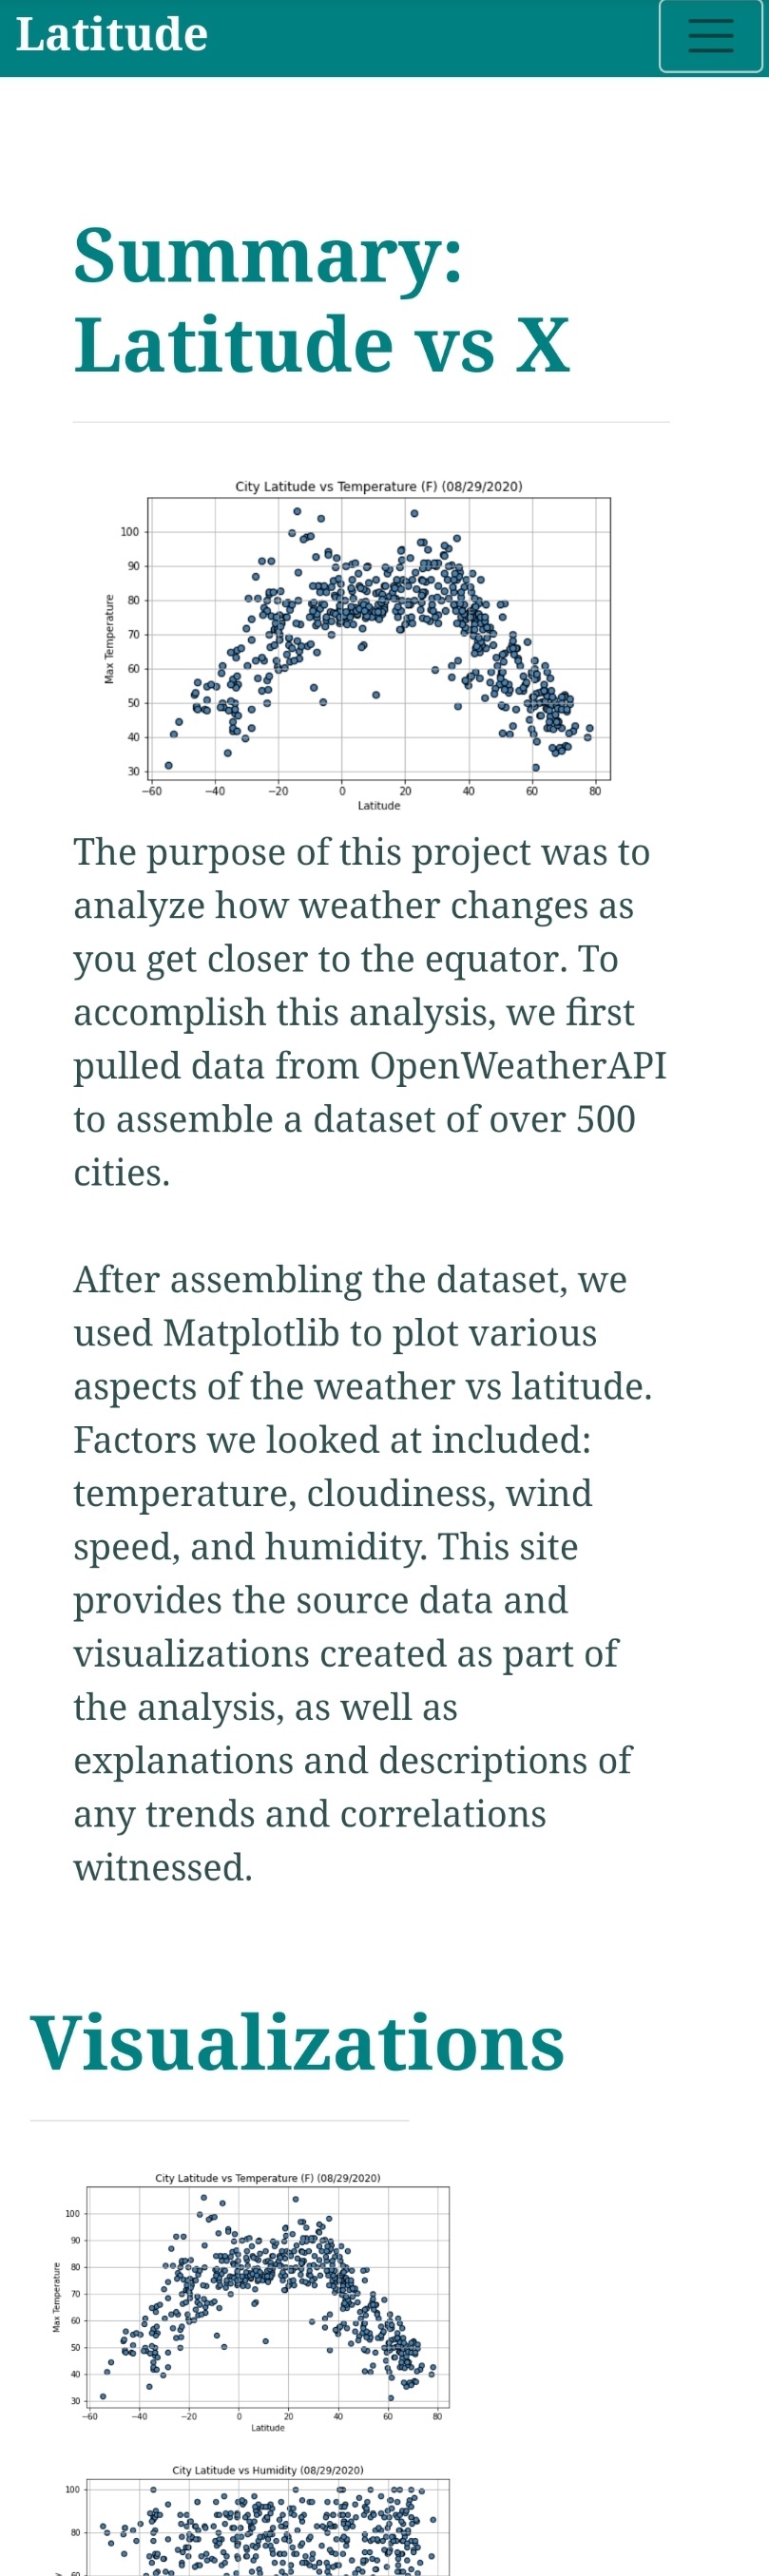 Latitude
Summary:
Latitude vs X
City Latitude vs Temperature (F) (08/29/2020)
100
90
80
70
60
50
40
30
Max Temperature
−60 −40 −20 0 20 40 60 80
Latitude
The purpose of this project was to
analyze how weather changes as
you get closer to the equator. To
accomplish this analysis, we first
pulled data from OpenWeatherAPI
to assemble a dataset of over 500
cities.
After assembling the dataset, we
used Matplotlib to plot various
aspects of the weather vs latitude.
Factors we looked at included:
temperature, cloudiness, wind
speed, and humidity. This site
provides the source data and
visualizations created as part of
the analysis, as well as
explanations and descriptions of
any trends and correlations
witnessed.
Visualizations
City Latitude vs Temperature (F) (08/29/2020)
100
90
80
70
60
50
40
30
Max Temperature
−60 −40 −20 0 20 40 60 80
Latitude
City Latitude vs Humidity (08/29/2020)
100
80